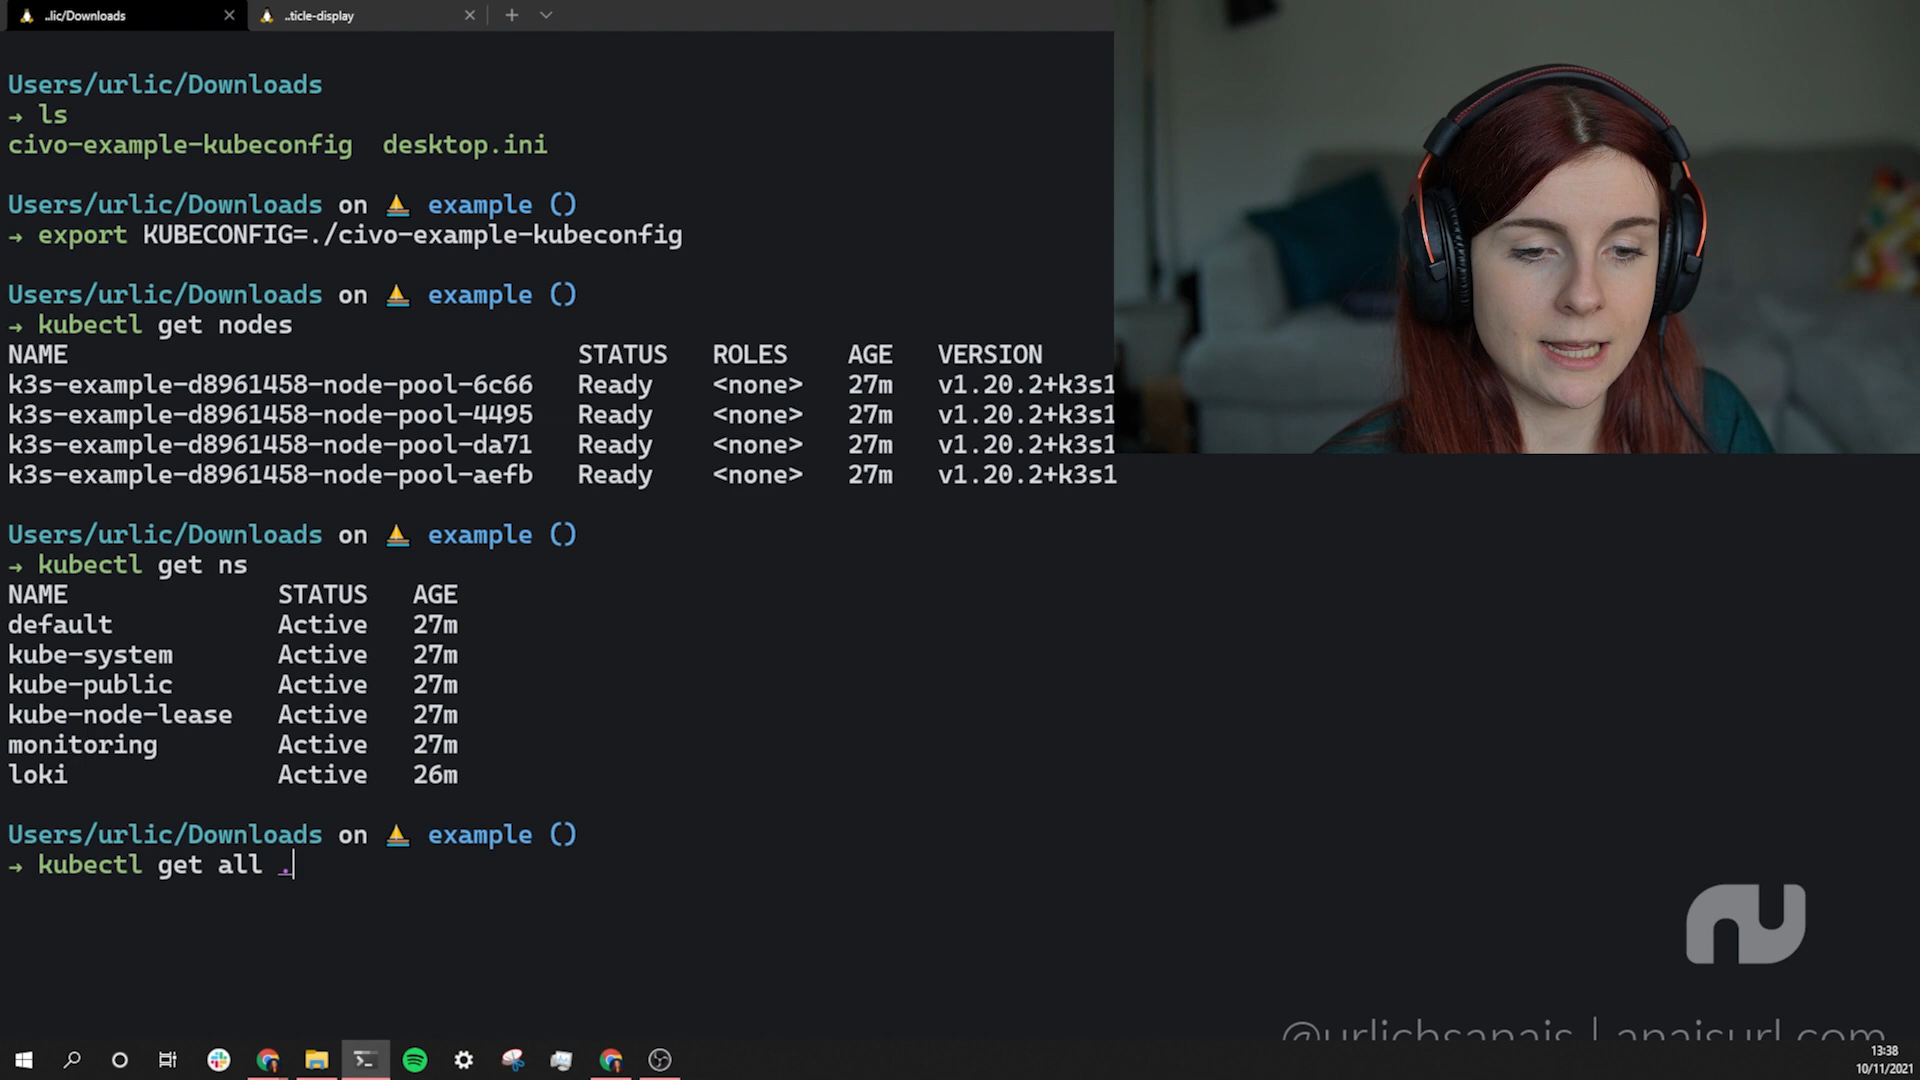 ..lic/Downloads
..ticle-display
Users/urlic/Downloads
→ ls
civo-example-kubeconfig desktop.ini
Users/urlic/Downloads on example ()
→ export KUBECONFIG=./civo-example-kubeconfig
Users/urlic/Downloads on example ()
→ kubectl get nodes
NAME STATUS ROLES AGE VERSION
k3s-example-d8961458-node-pool-6c66 Ready <none> 27m v1.20.2+k3s1
k3s-example-d8961458-node-pool-4495 Ready <none> 27m v1.20.2+k3s1
k3s-example-d8961458-node-pool-da71 Ready <none> 27m v1.20.2+k3s1
k3s-example-d8961458-node-pool-aefb Ready <none> 27m v1.20.2+k3s1
Users/urlic/Downloads on example ()
→ kubectl get ns
NAME STATUS AGE
default Active 27m
kube-system Active 27m
kube-public Active 27m
kube-node-lease Active 27m
monitoring Active 27m
loki Active 26m
Users/urlic/Downloads on example ()
→ kubectl get all .
@urlichsanais | anaisurl.com
13:38
10/11/2021